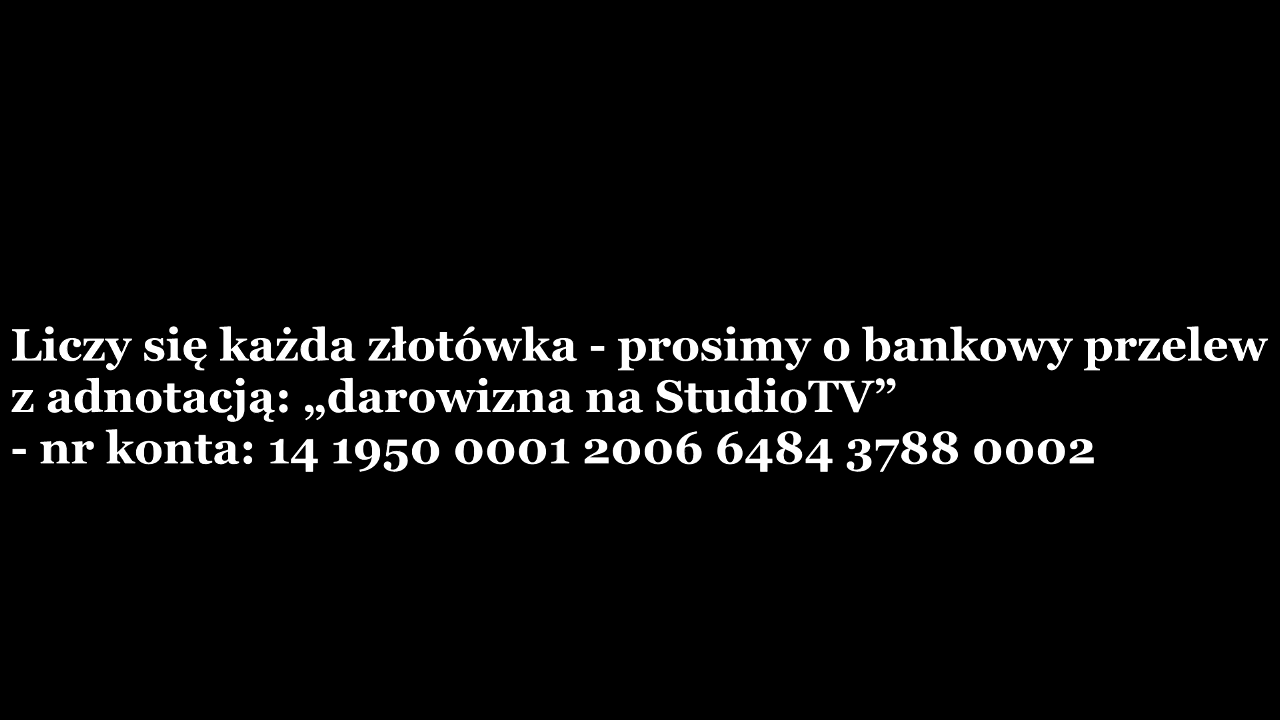 Liczy się każda złotówka - prosimy o bankowy przelew
z adnotacją: „darowizna na StudioTV”
- nr konta: 14 1950 0001 2006 6484 3788 0002